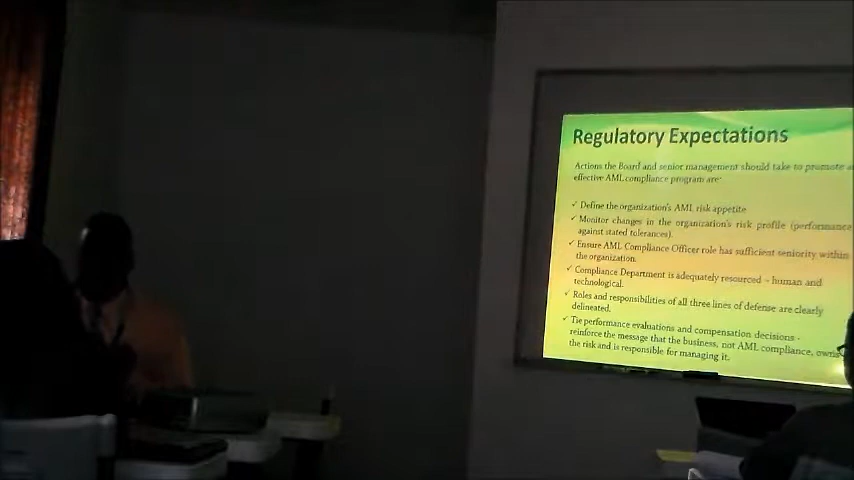 Regulatory Expectations
Actions the Board and senior management should take to promote a
effective AML compliance program are:
✓ Define the organization's AML risk appetite
✓ Monitor changes in the organization's risk profile (performance
against stated tolerances).
✓ Ensure AML Compliance Officer role has sufficient seniority within
the organization.
✓ Compliance Department is adequately resourced - human and
technological.
✓ Roles and responsibilities of all three lines of defense are clearly
delineated.
✓ Tie performance evaluations and compensation decisions -
reinforce the message that the business, not AML compliance, owns
the risk and is responsible for managing it.